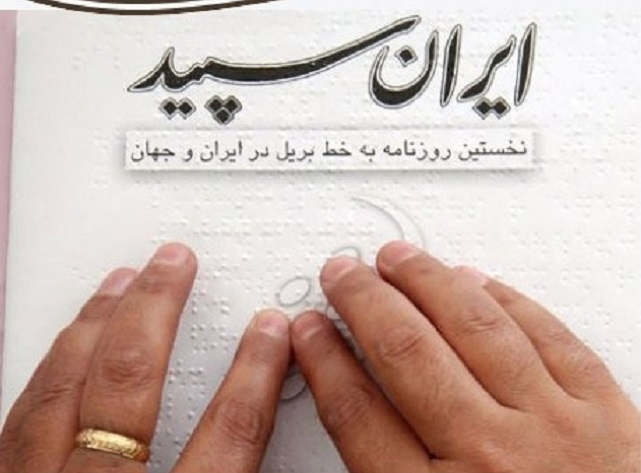 ایران سپید
نخستین روزنامه به خط بریل در ایران و جهان